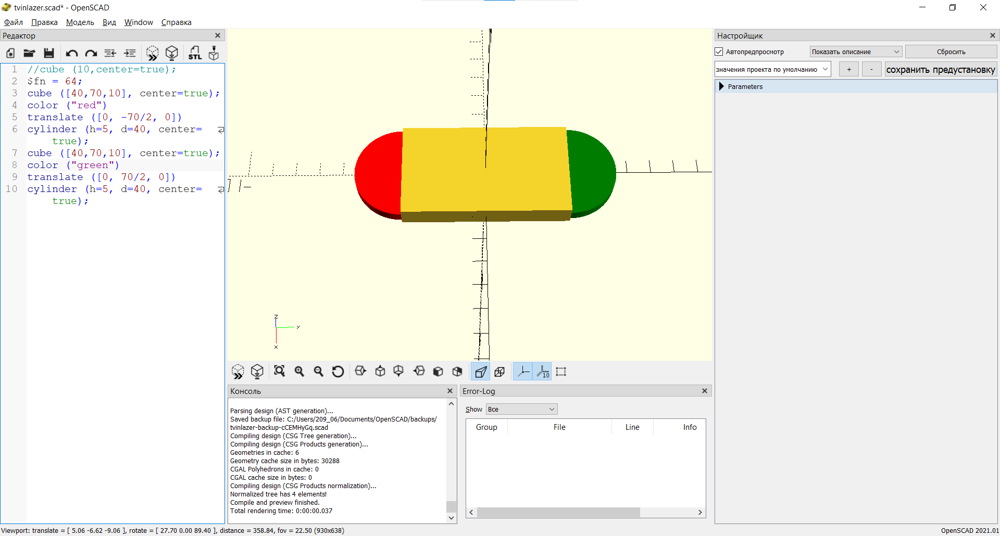 tvinlazer.scad* - OpenSCAD
Файл Правка Модель Вид Window Справка
Редактор
STL
1 //cube (10,center=true);
2 $fn = 64;
3 cube ([40,70,10], center=true);
4 color ("red")
5 translate ([0, -70/2, 0])
6 cylinder (h=5, d=40, center=
true);
7 cube ([40,70,10], center=true);
8 color ("green")
9 translate ([0, 70/2, 0])
10 cylinder (h=5, d=40, center=
true);
Z
Y
X
10
Консоль
Parsing design (AST generation)...
Saved backup file: C:/Users/209_06/Documents/OpenSCAD/backups/
tvinlazer-backup-cCEMHyGq.scad
Compiling design (CSG Tree generation)...
Compiling design (CSG Products generation)...
Geometries in cache: 6
Geometry cache size in bytes: 30288
CGAL Polyhedrons in cache: 0
CGAL cache size in bytes: 0
Compiling design (CSG Products normalization)...
Normalized tree has 4 elements!
Compile and preview finished.
Total rendering time: 0:00:00.037
Error-Log
Show Все
Group File Line Info
Настройщик
Автопредпросмотр Показать описание Сбросить
значения проекта по умолчанию + - сохранить предустановку
Parameters
Viewport: translate = [ 5.06 -6.62 -9.06 ], rotate = [ 27.70 0.00 89.40 ], distance = 358.84, fov = 22.50 (930x638)
OpenSCAD 2021.01